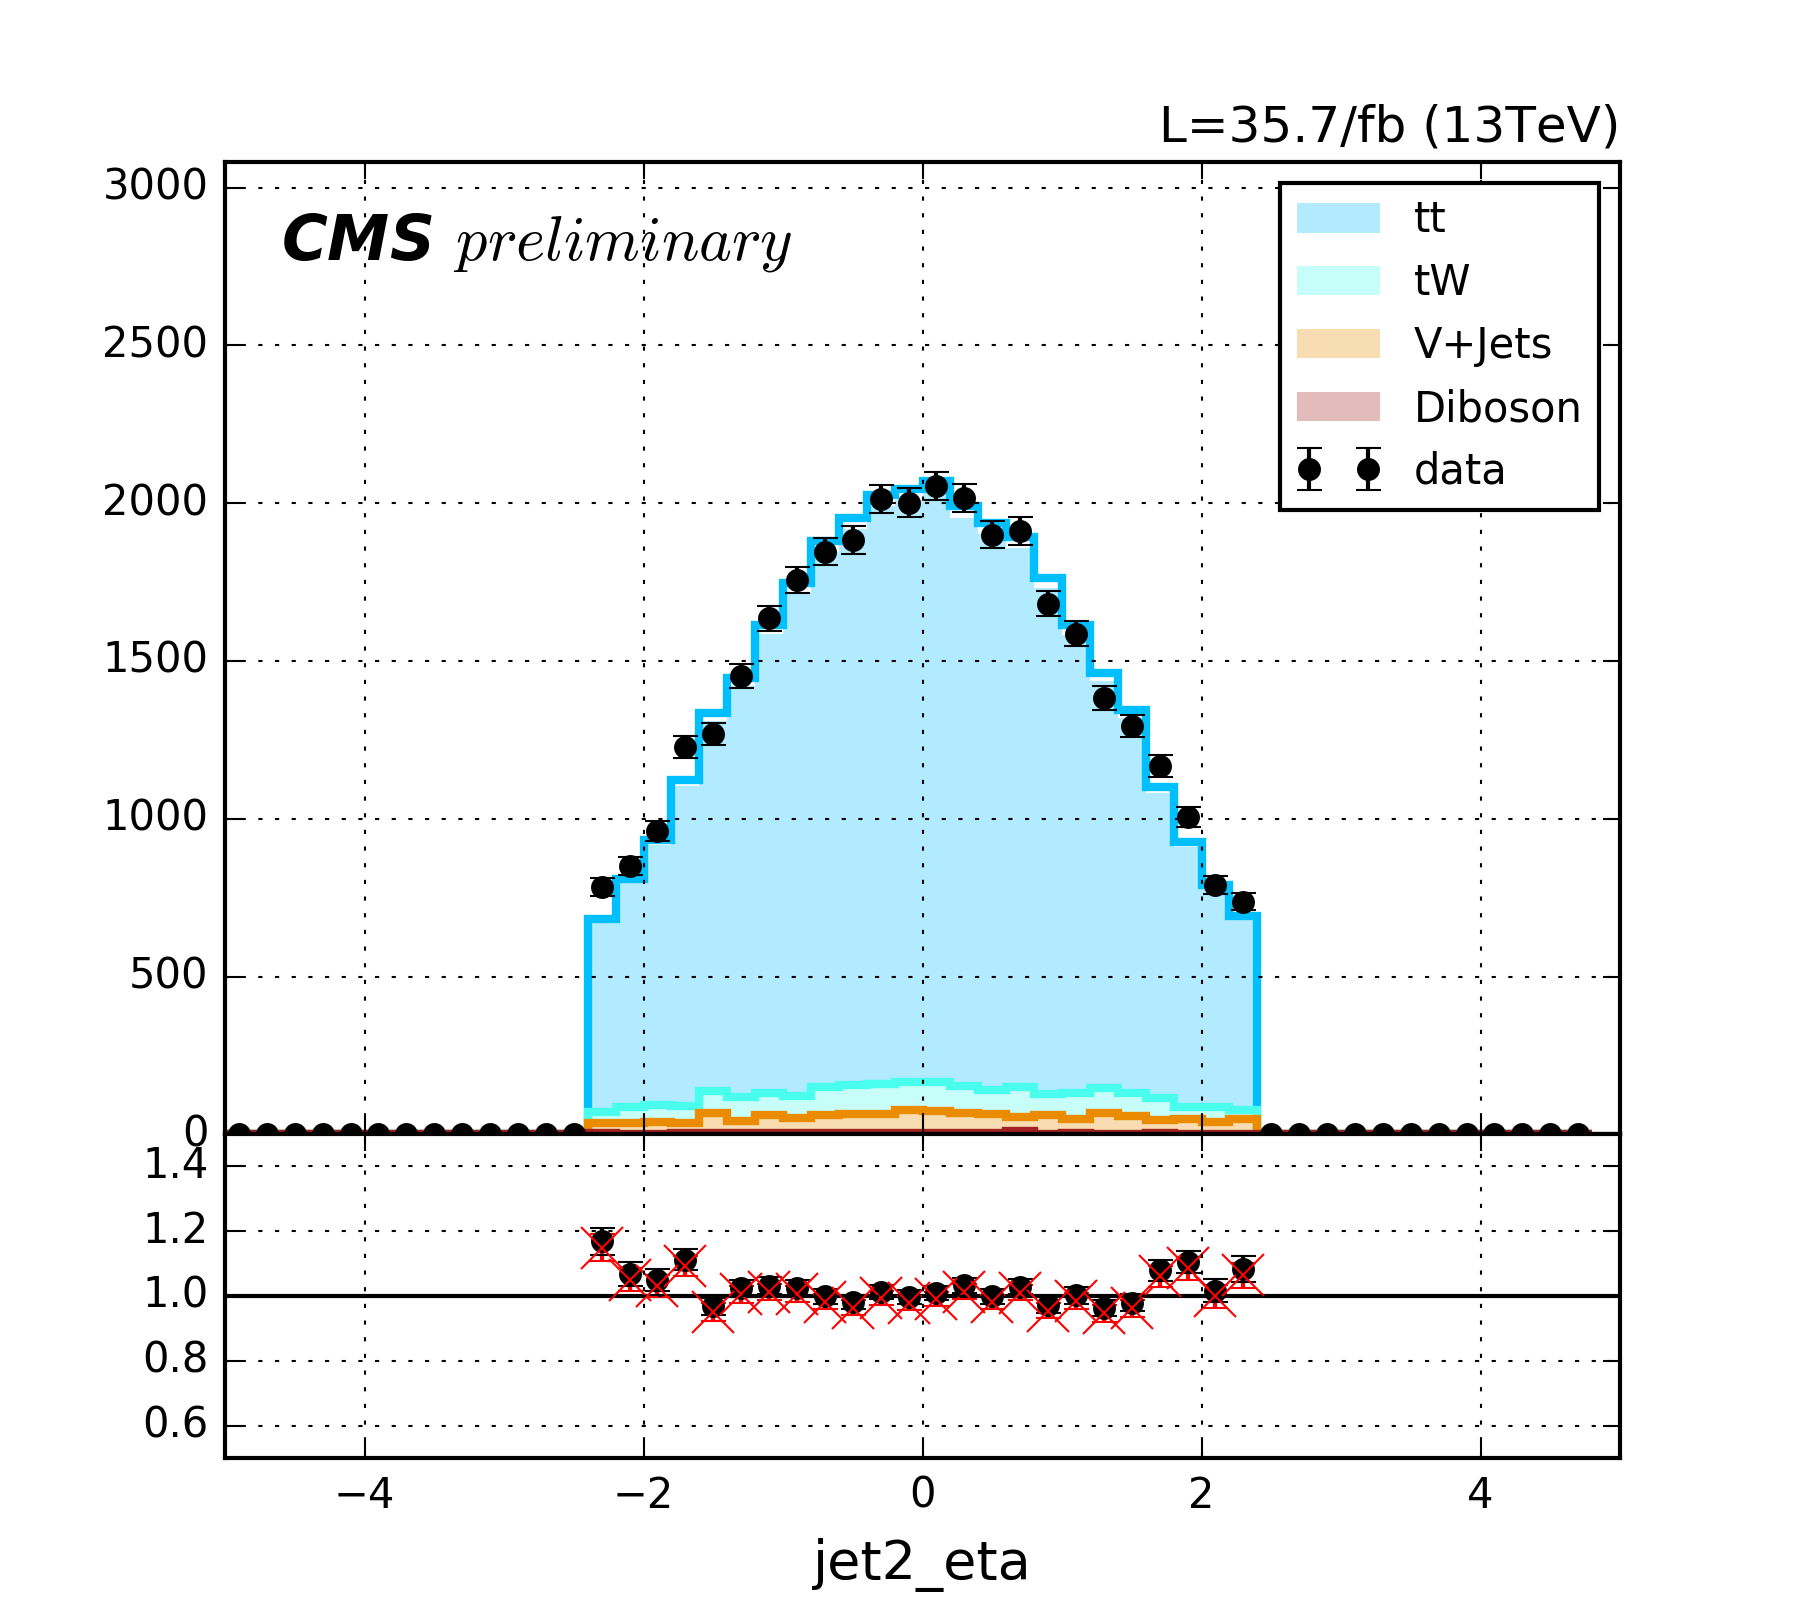 L=35.7/fb (13TeV)
CMS preliminary
3000
2500
2000
1500
1000
500
0
tt
tW
V+Jets
Diboson
data
1.4
1.2
1.0
0.8
0.6
−4 −2 0 2 4
jet2_eta